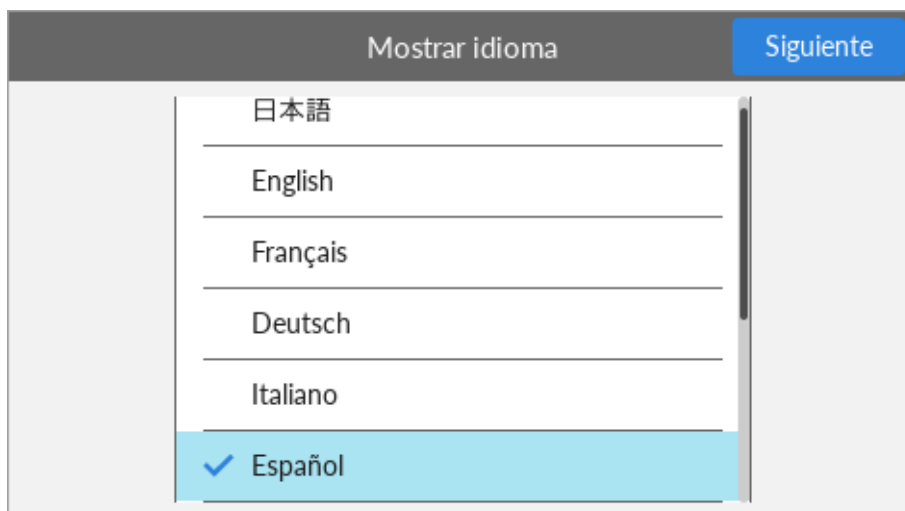 Mostrar idioma
Siguiente
日本語
English
Français
Deutsch
Italiano
Español